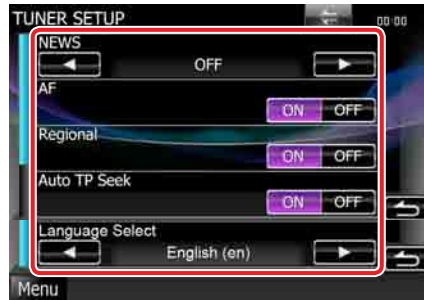 TUNER SETUP 00:00
NEWS
OFF
AF
ON OFF
Regional
ON OFF
Auto TP Seek
ON OFF
Language Select
English (en)
Menu